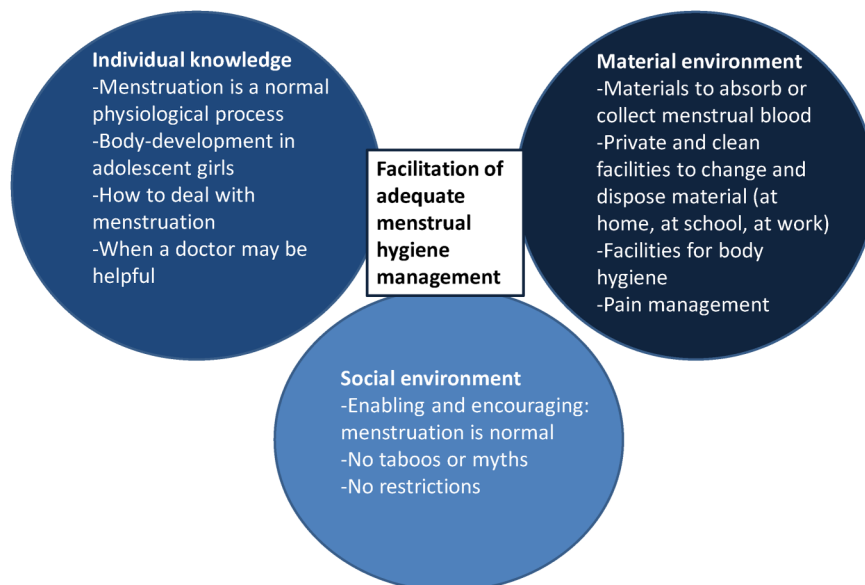 Individual knowledge
-Menstruation is a normal
physiological process
-Body-development in
adolescent girls
-How to deal with
menstruation
-When a doctor may be
helpful
Facilitation of
adequate
menstrual
hygiene
management
Material environment
-Materials to absorb or
collect menstrual blood
-Private and clean
facilities to change and
dispose material (at
home, at school, at work)
-Facilities for body
hygiene
-Pain management
Social environment
-Enabling and encouraging:
menstruation is normal
-No taboos or myths
-No restrictions